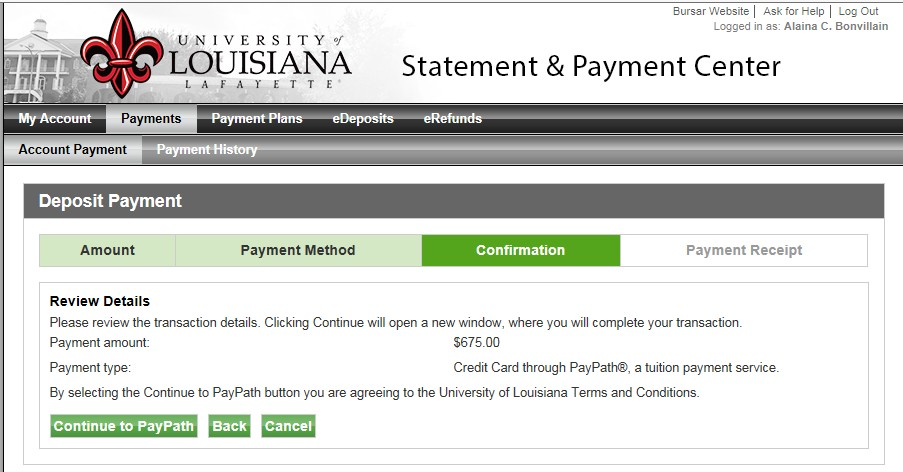 Bursar Website | Ask for Help | Log Out
Logged in as: Alaina C. Bonvillain
UNIVERSITY of
LOUISIANA
LAFAYETTE®
Statement & Payment Center
My Account Payments Payment Plans eDeposits eRefunds
Account Payment Payment History
Deposit Payment
Amount Payment Method Confirmation Payment Receipt
Review Details
Please review the transaction details. Clicking Continue will open a new window, where you will complete your transaction.
Payment amount: $675.00
Payment type: Credit Card through PayPath®, a tuition payment service.
By selecting the Continue to PayPath button you are agreeing to the University of Louisiana Terms and Conditions.
Continue to PayPath Back Cancel